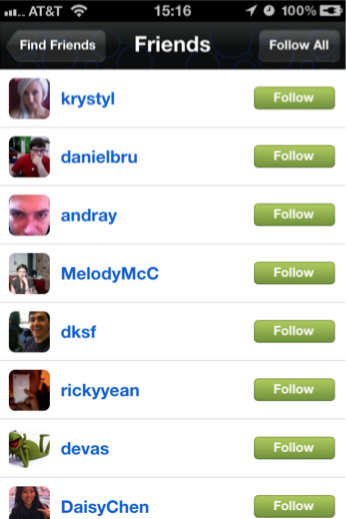 AT&T 15:16 100%
Find Friends Friends Follow All
krystyl Follow
danielbru Follow
andray Follow
MelodyMcC Follow
dksf Follow
rickyyean Follow
devas Follow
DaisyChen Follow